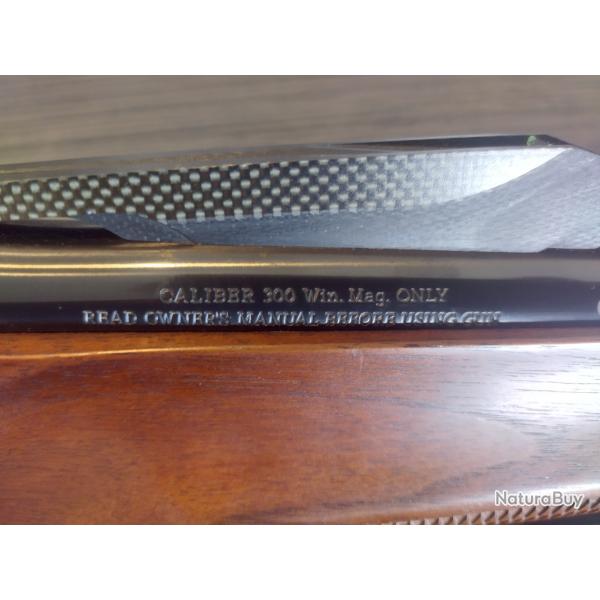 CALIBER 300 Win. Mag. ONLY
READ OWNER'S MANUAL BEFORE USING GUN
NaturaBuy